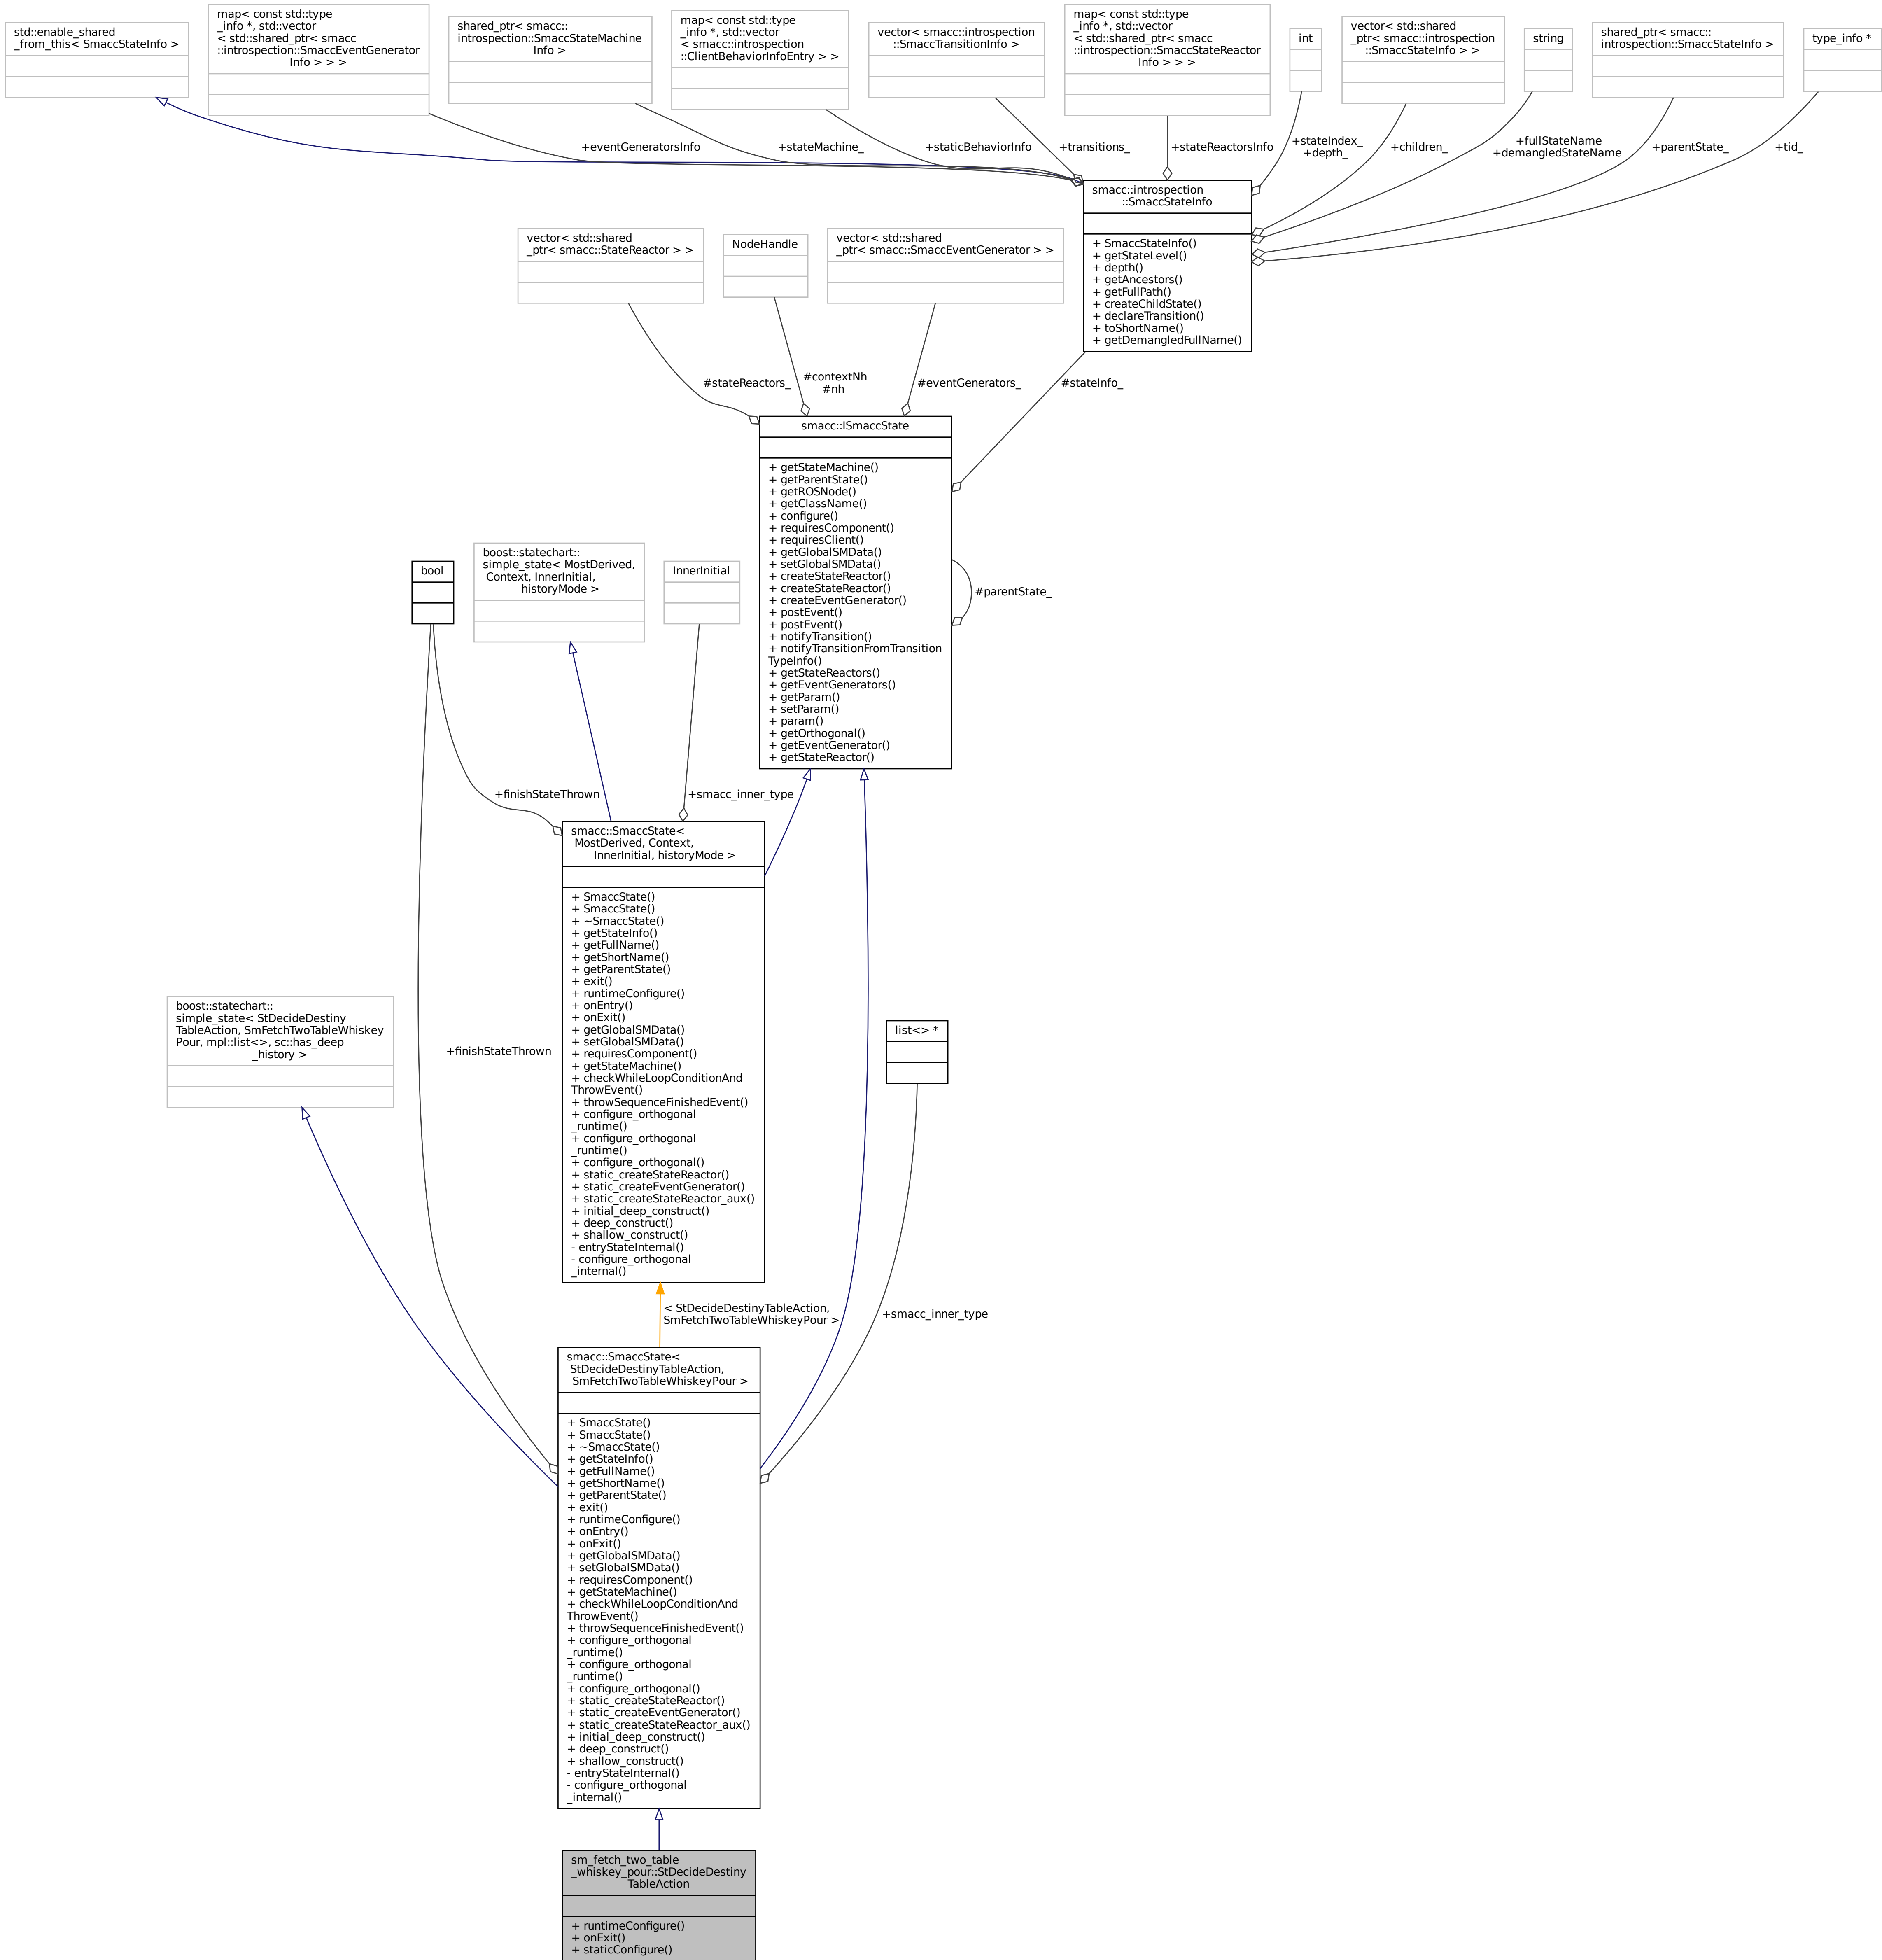 std::enable_shared
_from_this< SmaccStateInfo >
map< const std::type
_info *, std::vector
< std::shared_ptr< smacc
::introspection::SmaccEventGenerator
Info > > >
shared_ptr< smacc::
introspection::SmaccStateMachine
Info >
map< const std::type
_info *, std::vector
< smacc::introspection
::ClientBehaviorInfoEntry > >
vector< smacc::introspection
::SmaccTransitionInfo >
map< const std::type
_info *, std::vector
< std::shared_ptr< smacc
::introspection::SmaccStateReactor
Info > > >
int
vector< std::shared
_ptr< smacc::introspection
::SmaccStateInfo > >
string
shared_ptr< smacc::
introspection::SmaccStateInfo >
type_info *
+eventGeneratorsInfo
+stateMachine_
+staticBehaviorInfo
+transitions_
+stateReactorsInfo
+stateIndex_
+depth_
+children_
+fullStateName
+demangledStateName
+parentState_
+tid_
smacc::introspection
::SmaccStateInfo
+ SmaccStateInfo()
+ getStateLevel()
+ depth()
+ getAncestors()
+ getFullPath()
+ createChildState()
+ declareTransition()
+ toShortName()
+ getDemangledFullName()
vector< std::shared
_ptr< smacc::StateReactor > >
NodeHandle
vector< std::shared
_ptr< smacc::SmaccEventGenerator > >
#stateReactors_
#contextNh
#nh
#eventGenerators_
#stateInfo_
smacc::ISmaccState
+ getStateMachine()
+ getParentState()
+ getROSNode()
+ getClassName()
+ configure()
+ requiresComponent()
+ requiresClient()
+ getGlobalSMData()
+ setGlobalSMData()
+ createStateReactor()
+ createStateReactor()
+ createEventGenerator()
+ postEvent()
+ postEvent()
+ notifyTransition()
+ notifyTransitionFromTransition
TypeInfo()
+ getStateReactors()
+ getEventGenerators()
+ getParam()
+ setParam()
+ param()
+ getOrthogonal()
+ getEventGenerator()
+ getStateReactor()
#parentState_
bool
boost::statechart::
simple_state< MostDerived,
Context, InnerInitial,
historyMode >
InnerInitial
+finishStateThrown
+smacc_inner_type
smacc::SmaccState<
MostDerived, Context,
InnerInitial, historyMode >
+ SmaccState()
+ SmaccState()
+ ~SmaccState()
+ getStateInfo()
+ getFullName()
+ getShortName()
+ getParentState()
+ exit()
+ runtimeConfigure()
+ onEntry()
+ onExit()
+ getGlobalSMData()
+ setGlobalSMData()
+ requiresComponent()
+ getStateMachine()
+ checkWhileLoopConditionAnd
ThrowEvent()
+ throwSequenceFinishedEvent()
+ configure_orthogonal
_runtime()
+ configure_orthogonal
_runtime()
+ configure_orthogonal()
+ static_createStateReactor()
+ static_createEventGenerator()
+ static_createStateReactor_aux()
+ initial_deep_construct()
+ deep_construct()
+ shallow_construct()
- entryStateInternal()
- configure_orthogonal
_internal()
boost::statechart::
simple_state< StDecideDestiny
TableAction, SmFetchTwoTableWhiskey
Pour, mpl::list<>, sc::has_deep
_history >
+finishStateThrown
list<> *
< StDecideDestinyTableAction,
SmFetchTwoTableWhiskeyPour >
+smacc_inner_type
smacc::SmaccState<
StDecideDestinyTableAction,
SmFetchTwoTableWhiskeyPour >
+ SmaccState()
+ SmaccState()
+ ~SmaccState()
+ getStateInfo()
+ getFullName()
+ getShortName()
+ getParentState()
+ exit()
+ runtimeConfigure()
+ onEntry()
+ onExit()
+ getGlobalSMData()
+ setGlobalSMData()
+ requiresComponent()
+ getStateMachine()
+ checkWhileLoopConditionAnd
ThrowEvent()
+ throwSequenceFinishedEvent()
+ configure_orthogonal
_runtime()
+ configure_orthogonal
_runtime()
+ configure_orthogonal()
+ static_createStateReactor()
+ static_createEventGenerator()
+ static_createStateReactor_aux()
+ initial_deep_construct()
+ deep_construct()
+ shallow_construct()
- entryStateInternal()
- configure_orthogonal
_internal()
sm_fetch_two_table
_whiskey_pour::StDecideDestiny
TableAction
+ runtimeConfigure()
+ onExit()
+ staticConfigure()